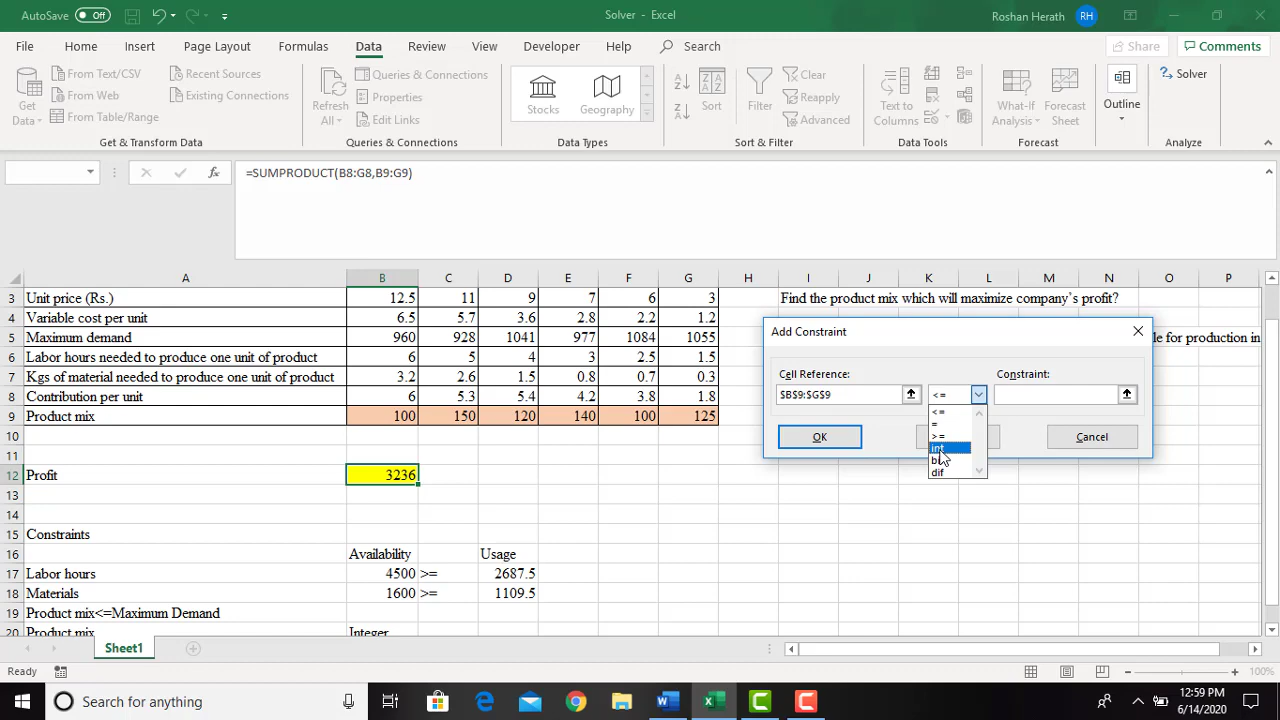 AutoSave Off Solver - Excel Roshan Herath RH
File Home Insert Page Layout Formulas Data Review View Developer Help Search Share Comments
Get Data From Text/CSV From Web From Table/Range Recent Sources Existing Connections
Refresh All Queries & Connections Properties Edit Links
Stocks Geography
Sort Filter Clear Reapply Advanced
Text to Columns What-If Analysis Forecast Sheet Outline Solver
Get & Transform Data Queries & Connections Data Types Sort & Filter Data Tools Forecast Analyze
fx =SUMPRODUCT(B8:G8,B9:G9)
A B C D E F G H I J K L M N O P
3 Unit price (Rs.) 12.5 11 9 7 6 3 Find the product mix which will maximize company's profit?
4 Variable cost per unit 6.5 5.7 3.6 2.8 2.2 1.2
5 Maximum demand 960 928 1041 977 1084 1055 le for production in
6 Labor hours needed to produce one unit of product 6 5 4 3 2.5 1.5
7 Kgs of material needed to produce one unit of product 3.2 2.6 1.5 0.8 0.7 0.3
8 Contribution per unit 6 5.3 5.4 4.2 3.8 1.8
9 Product mix 100 150 120 140 100 125
10
11
12 Profit 3236
13
14
15 Constraints
16 Availability Usage
17 Labor hours 4500 >= 2687.5
18 Materials 1600 >= 1109.5
19 Product mix<=Maximum Demand
20 Product mix Integer
Add Constraint
Cell Reference: Constraint:
$B$9:$G$9 <=
<=
=
>=
int
dif
OK Cancel
Sheet1
Ready 100%
Search for anything
12:59 PM
6/14/2020